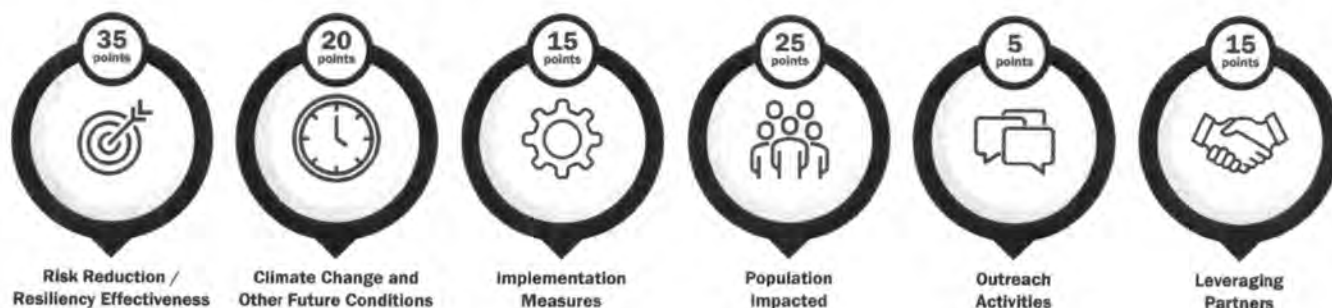 35
points
20
points
15
points
25
points
5
points
15
points
Risk Reduction /
Resiliency Effectiveness
Climate Change and
Other Future Conditions
Implementation
Measures
Population
Impacted
Outreach
Activities
Leveraging
Partners